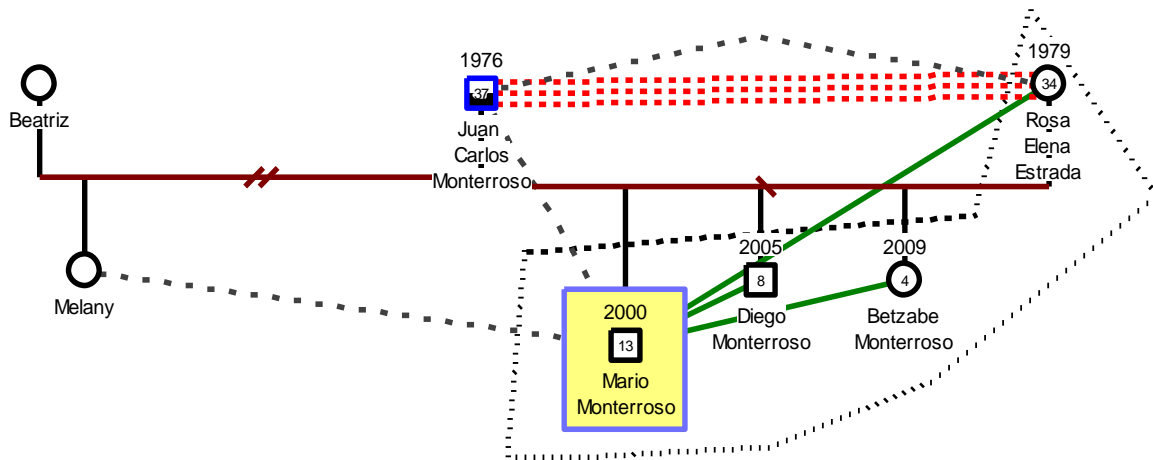 1976
37
Juan
Carlos
Monterroso
1979
34
Rosa
Elena
Estrada
Beatriz
Melany
2000
13
Mario
Monterroso
2005
8
Diego
Monterroso
2009
4
Betzabe
Monterroso